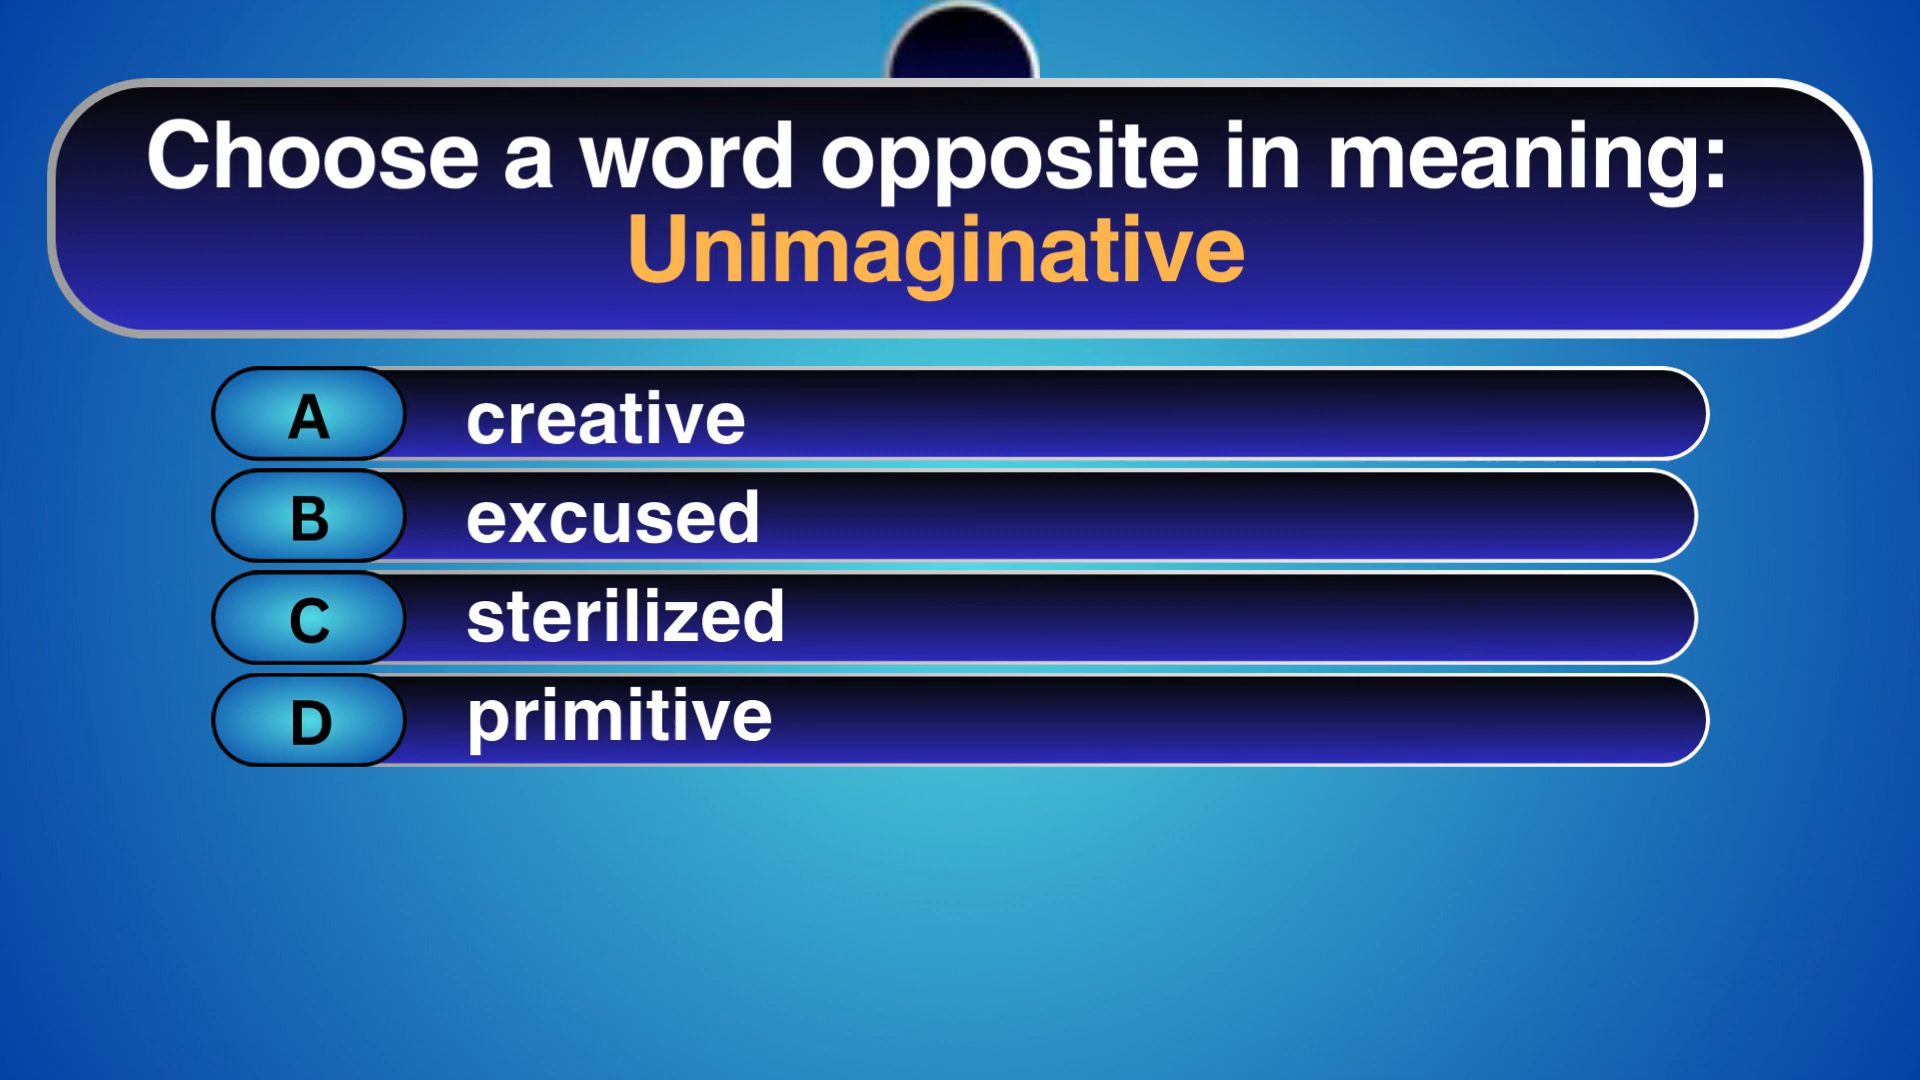 Choose a word opposite in meaning:
Unimaginative
A creative
B excused
C sterilized
D primitive